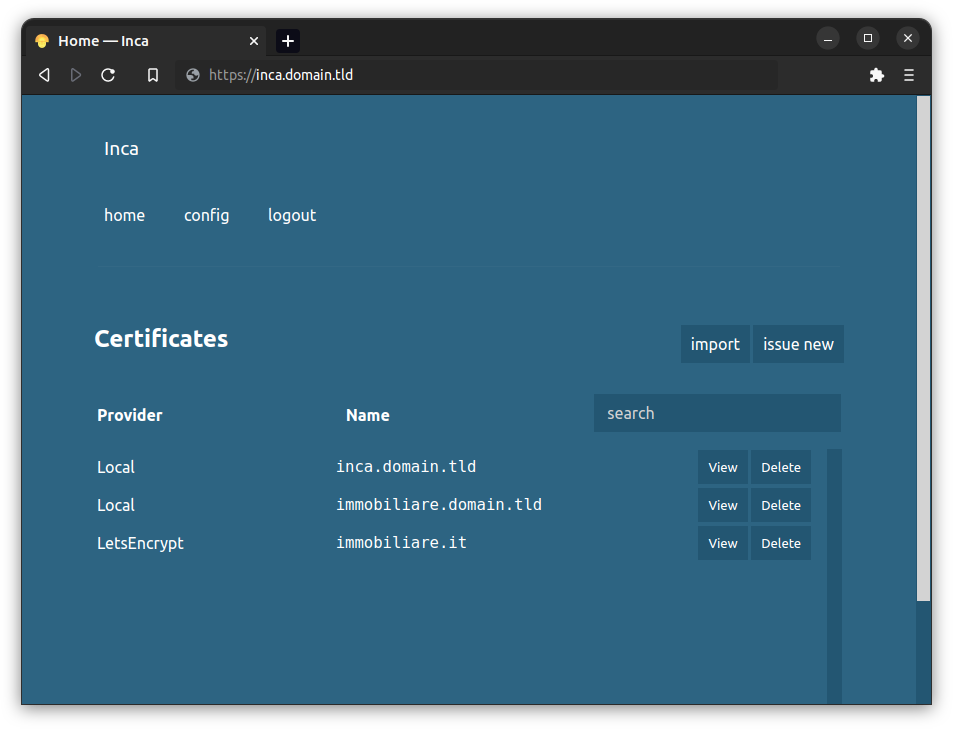 Home — Inca
https://inca.domain.tld
Inca
home config logout
Certificates import issue new
Provider Name search
Local inca.domain.tld View Delete
Local immobiliare.domain.tld View Delete
LetsEncrypt immobiliare.it View Delete